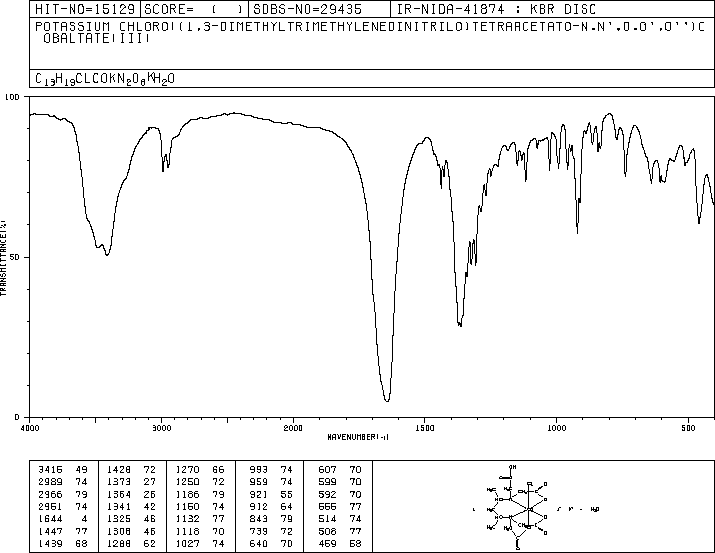 HIT-NO=15129 SCORE= ( ) SDBS-NO=29435 IR-NIDA-41874 : KBR DISC
POTASSIUM CHLORO((1,3-DIMETHYLTRIMETHYLENEDINITRILO)TETRAACETATO-N,N',O,O',O'')C
OBALTATE(III)
C13H19CLCOKN2O8KH2O
100
50
0
TRANSMITTANCE(%)
4000 3000 2000 1500 1000 500
WAVENUMBER(-1)
3415 49 1428 72 1270 66 993 74 607 70
2989 74 1373 27 1250 72 959 74 599 70
2966 79 1364 26 1186 79 921 55 592 70
2951 74 1341 42 1150 74 912 64 555 77
1644 4 1325 46 1132 77 843 79 514 74
1447 77 1308 46 1118 70 739 72 508 77
1439 68 1288 62 1027 74 640 70 459 58